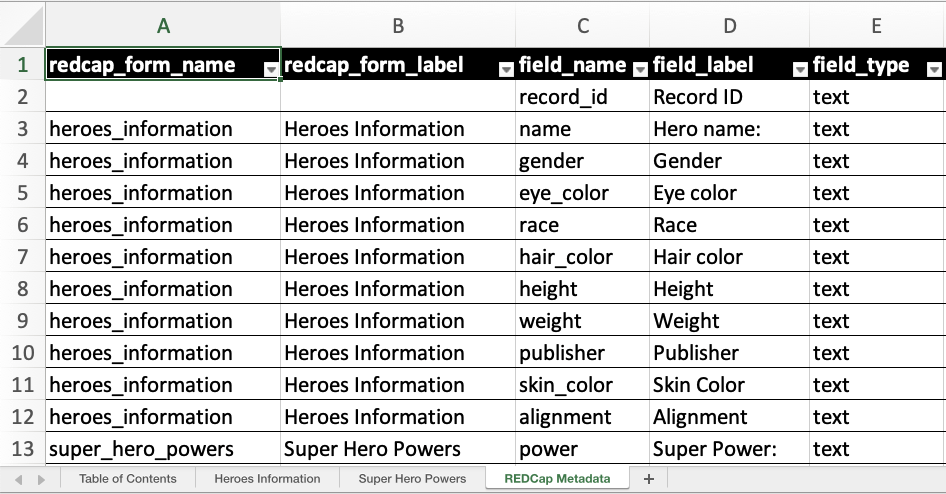 A B C D E
1 redcap_form_name redcap_form_label field_name field_label field_type
2 record_id Record ID text
3 heroes_information Heroes Information name Hero name: text
4 heroes_information Heroes Information gender Gender text
5 heroes_information Heroes Information eye_color Eye color text
6 heroes_information Heroes Information race Race text
7 heroes_information Heroes Information hair_color Hair color text
8 heroes_information Heroes Information height Height text
9 heroes_information Heroes Information weight Weight text
10 heroes_information Heroes Information publisher Publisher text
11 heroes_information Heroes Information skin_color Skin Color text
12 heroes_information Heroes Information alignment Alignment text
13 super_hero_powers Super Hero Powers power Super Power: text
Table of Contents Heroes Information Super Hero Powers REDCap Metadata +